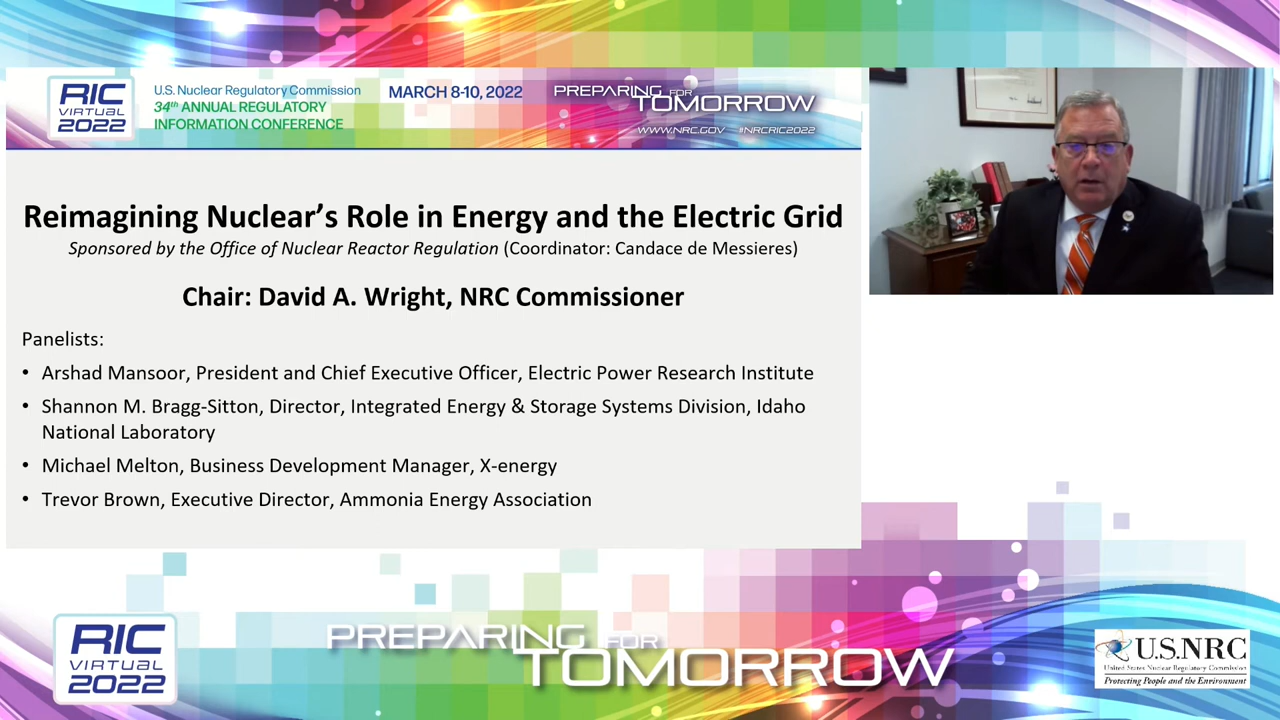 RIC
VIRTUAL
2022
U.S. Nuclear Regulatory Commission
34th ANNUAL REGULATORY
INFORMATION CONFERENCE
MARCH 8-10, 2022
PREPARING FOR
TOMORROW
WWW.NRC.GOV #NRCRIC2022
Reimagining Nuclear's Role in Energy and the Electric Grid
Sponsored by the Office of Nuclear Reactor Regulation (Coordinator: Candace de Messieres)
Chair: David A. Wright, NRC Commissioner
Panelists:
• Arshad Mansoor, President and Chief Executive Officer, Electric Power Research Institute
• Shannon M. Bragg-Sitton, Director, Integrated Energy & Storage Systems Division, Idaho
National Laboratory
• Michael Melton, Business Development Manager, X-energy
• Trevor Brown, Executive Director, Ammonia Energy Association
RIC
VIRTUAL
2022
PREPARING FOR
TOMORROW
U.S.NRC
United States Nuclear Regulatory Commission
Protecting People and the Environment